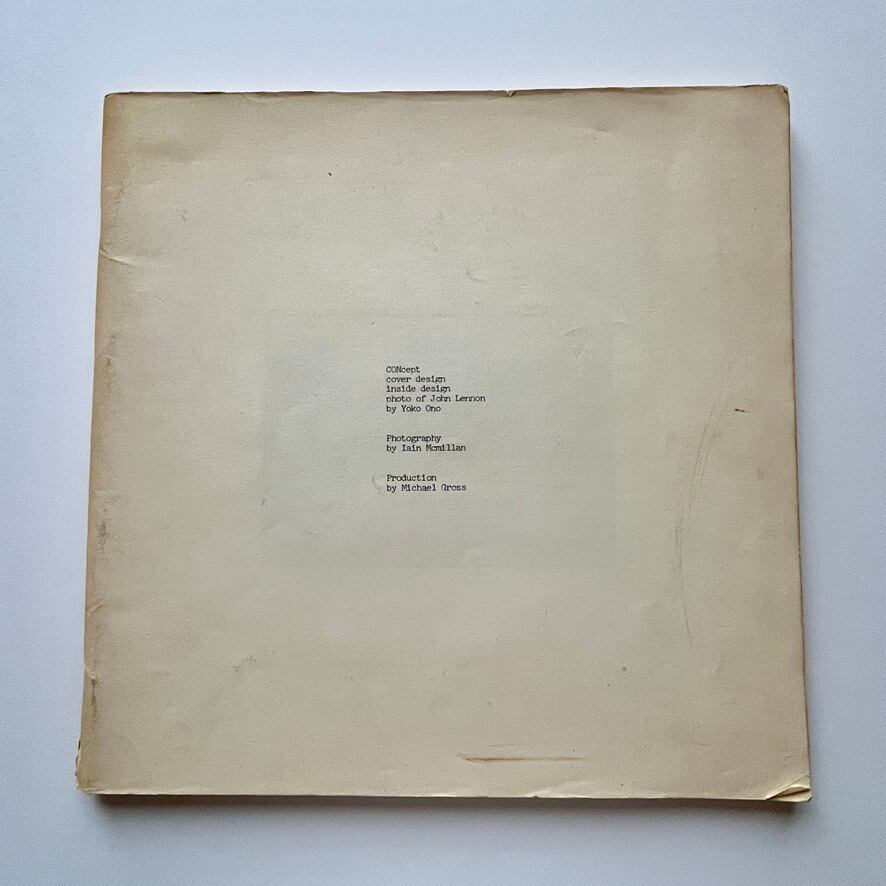 CONcept
cover design
inside design
photo of John Lennon
by Yoko Ono
Photography
by Iain Mcmillan
Production
by Michael Gross